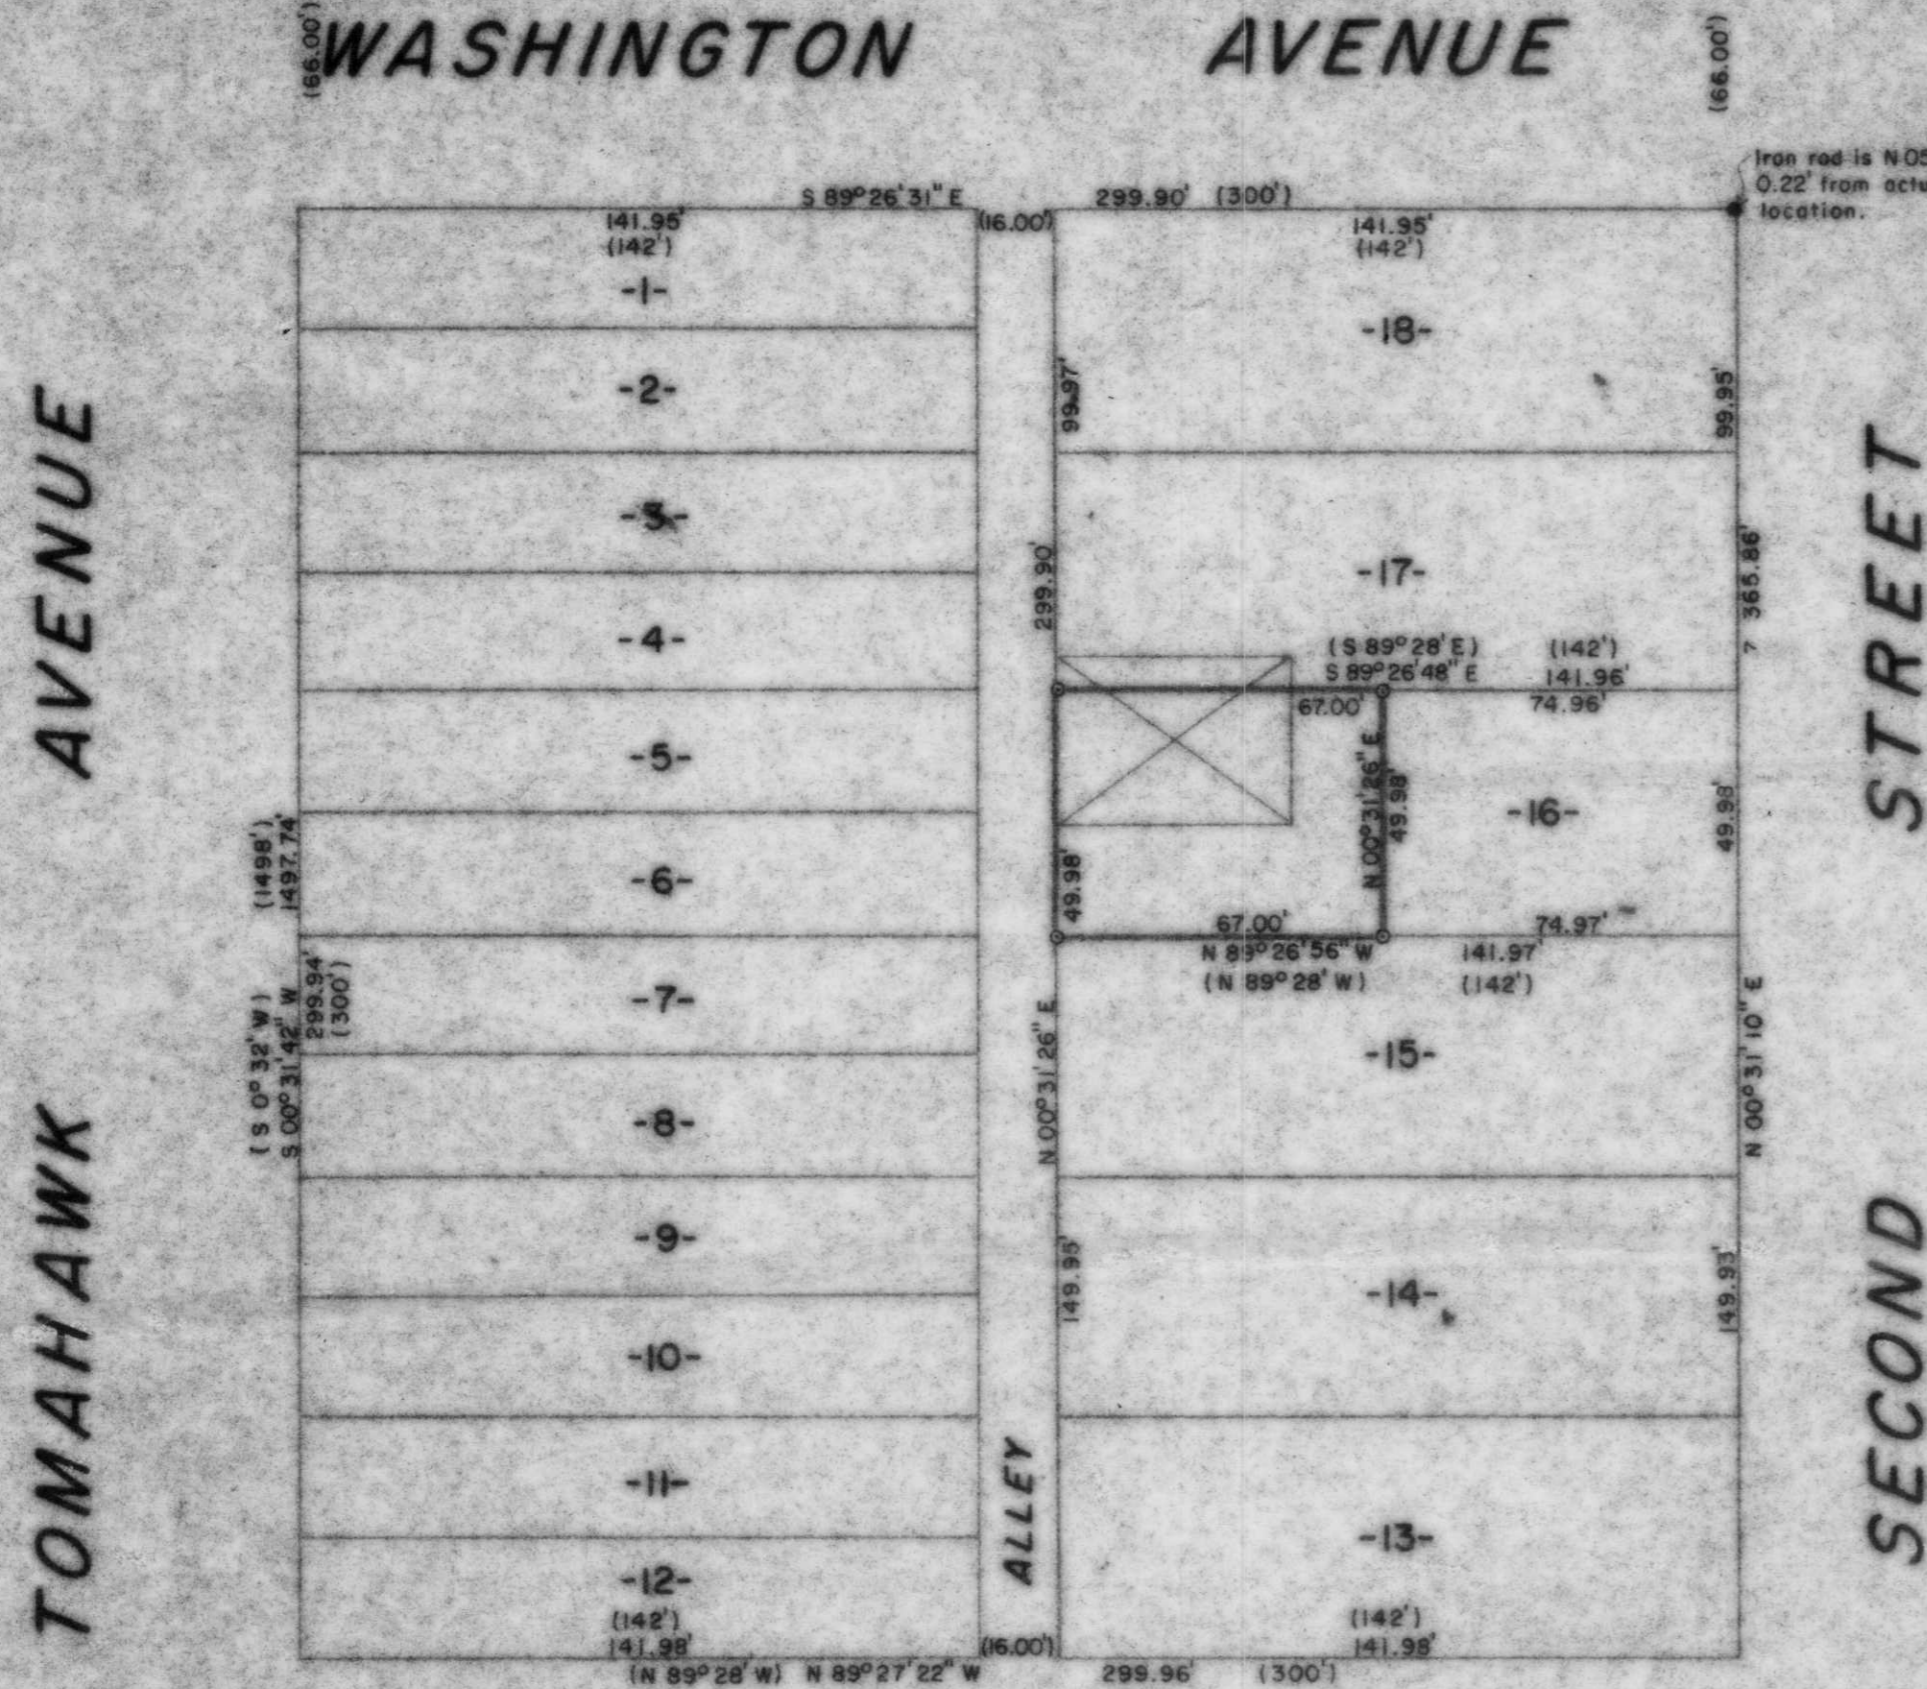 WASHINGTON AVENUE
(66.00')
(66.00')
Iron rod is N 05
0.22' from actu
location.
S 89° 26' 31" E 299.90' (300')
141.95'
(142')
(16.00')
141.95'
(142')
-1-
-2-
-3-
-4-
-5-
-6-
-7-
-8-
-9-
-10-
-11-
-12-
(142')
141.98'
-18-
99.97'
99.95'
-17-
299.90'
365.86'
(S 89° 28' E) (142')
S 89° 26' 48" E 141.96'
67.00' 74.96'
N 00° 31' 26" E
49.98'
-16-
49.98'
49.98'
67.00' 74.97'
N 89° 26' 56" W 141.97'
(N 89° 28' W) (142')
-15-
N 00° 31' 26" E
N 00° 31' 10" E
149.95'
-14-
149.93'
-13-
(142')
141.98'
ALLEY
(16.00')
(N 89° 28' W) N 89° 27' 22" W 299.96' (300')
(1498')
1497.74'
(S 0° 32' W)
S 00° 31' 42" W
299.94'
(300')
TOMAHAWK AVENUE
SECOND STREET